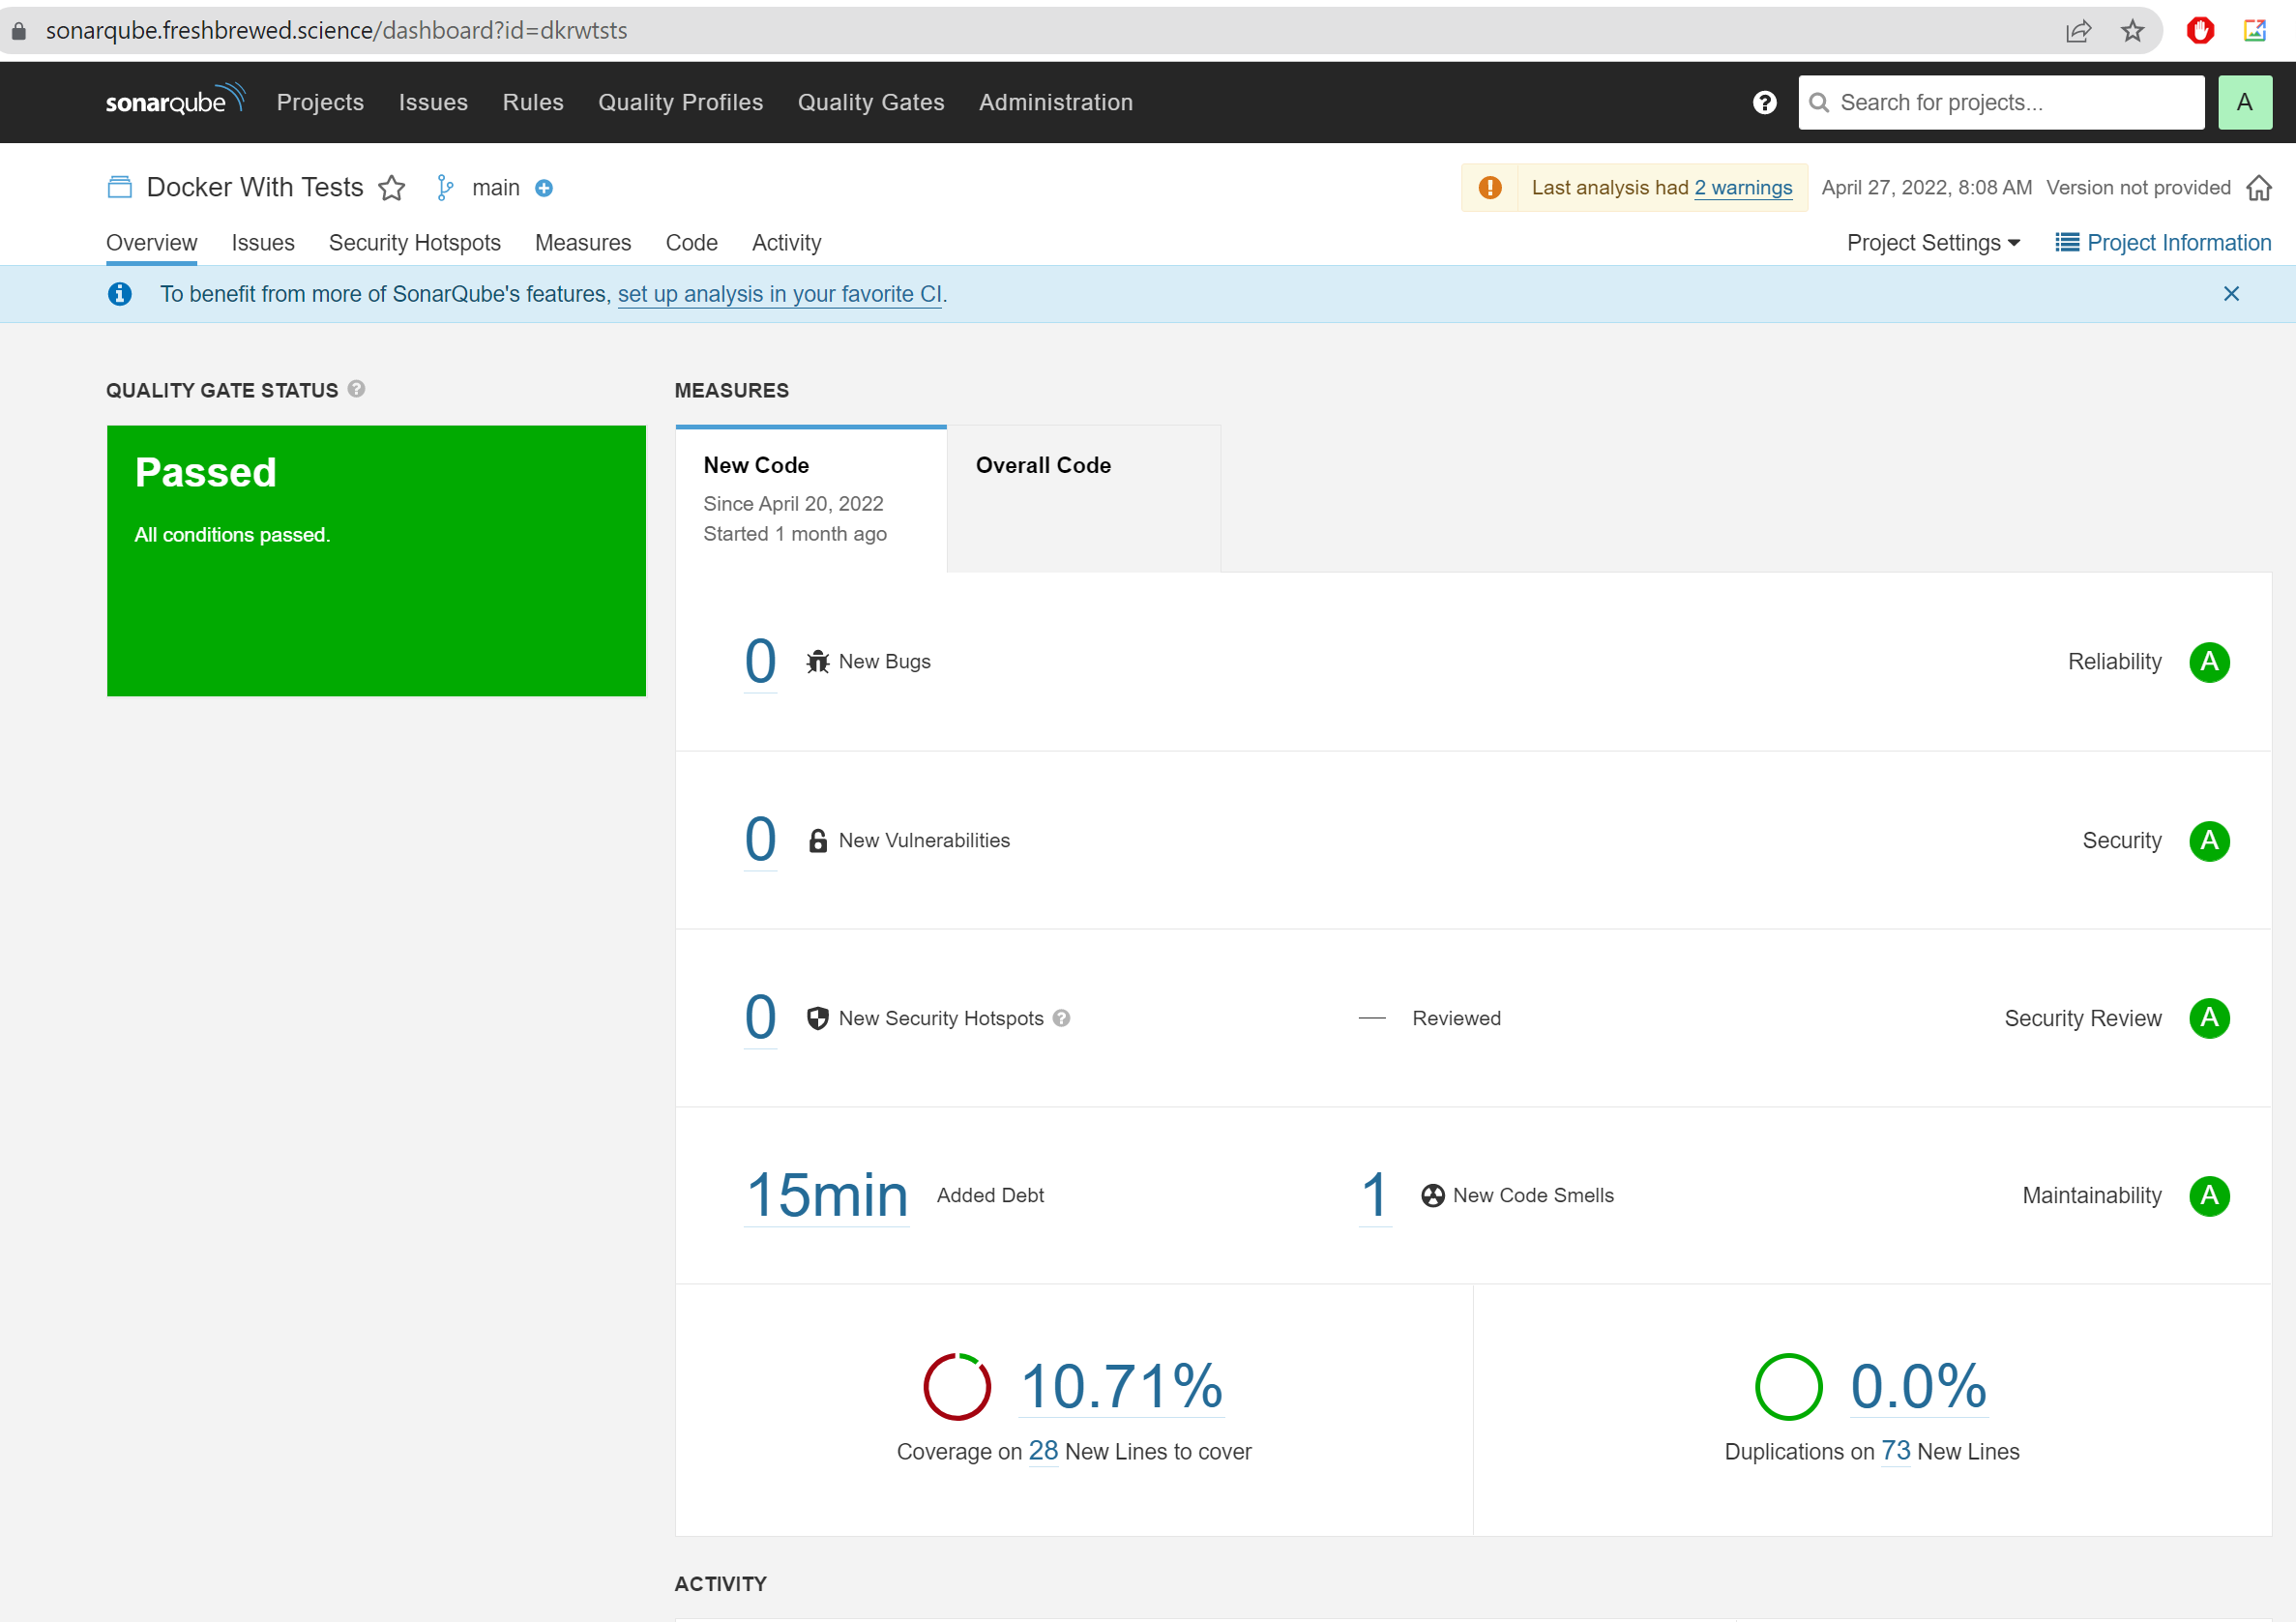 sonarqube.freshbrewed.science/dashboard?id=dkrwtsts
sonarqube Projects Issues Rules Quality Profiles Quality Gates Administration ? Search for projects... A
Docker With Tests main Last analysis had 2 warnings April 27, 2022, 8:08 AM Version not provided
Overview Issues Security Hotspots Measures Code Activity Project Settings Project Information
To benefit from more of SonarQube's features, set up analysis in your favorite CI.
QUALITY GATE STATUS ?
MEASURES
Passed
All conditions passed.
New Code
Since April 20, 2022
Started 1 month ago
Overall Code
0 New Bugs Reliability A
0 New Vulnerabilities Security A
0 New Security Hotspots ? — Reviewed Security Review A
15min Added Debt 1 New Code Smells Maintainability A
10.71%
Coverage on 28 New Lines to cover
0.0%
Duplications on 73 New Lines
ACTIVITY